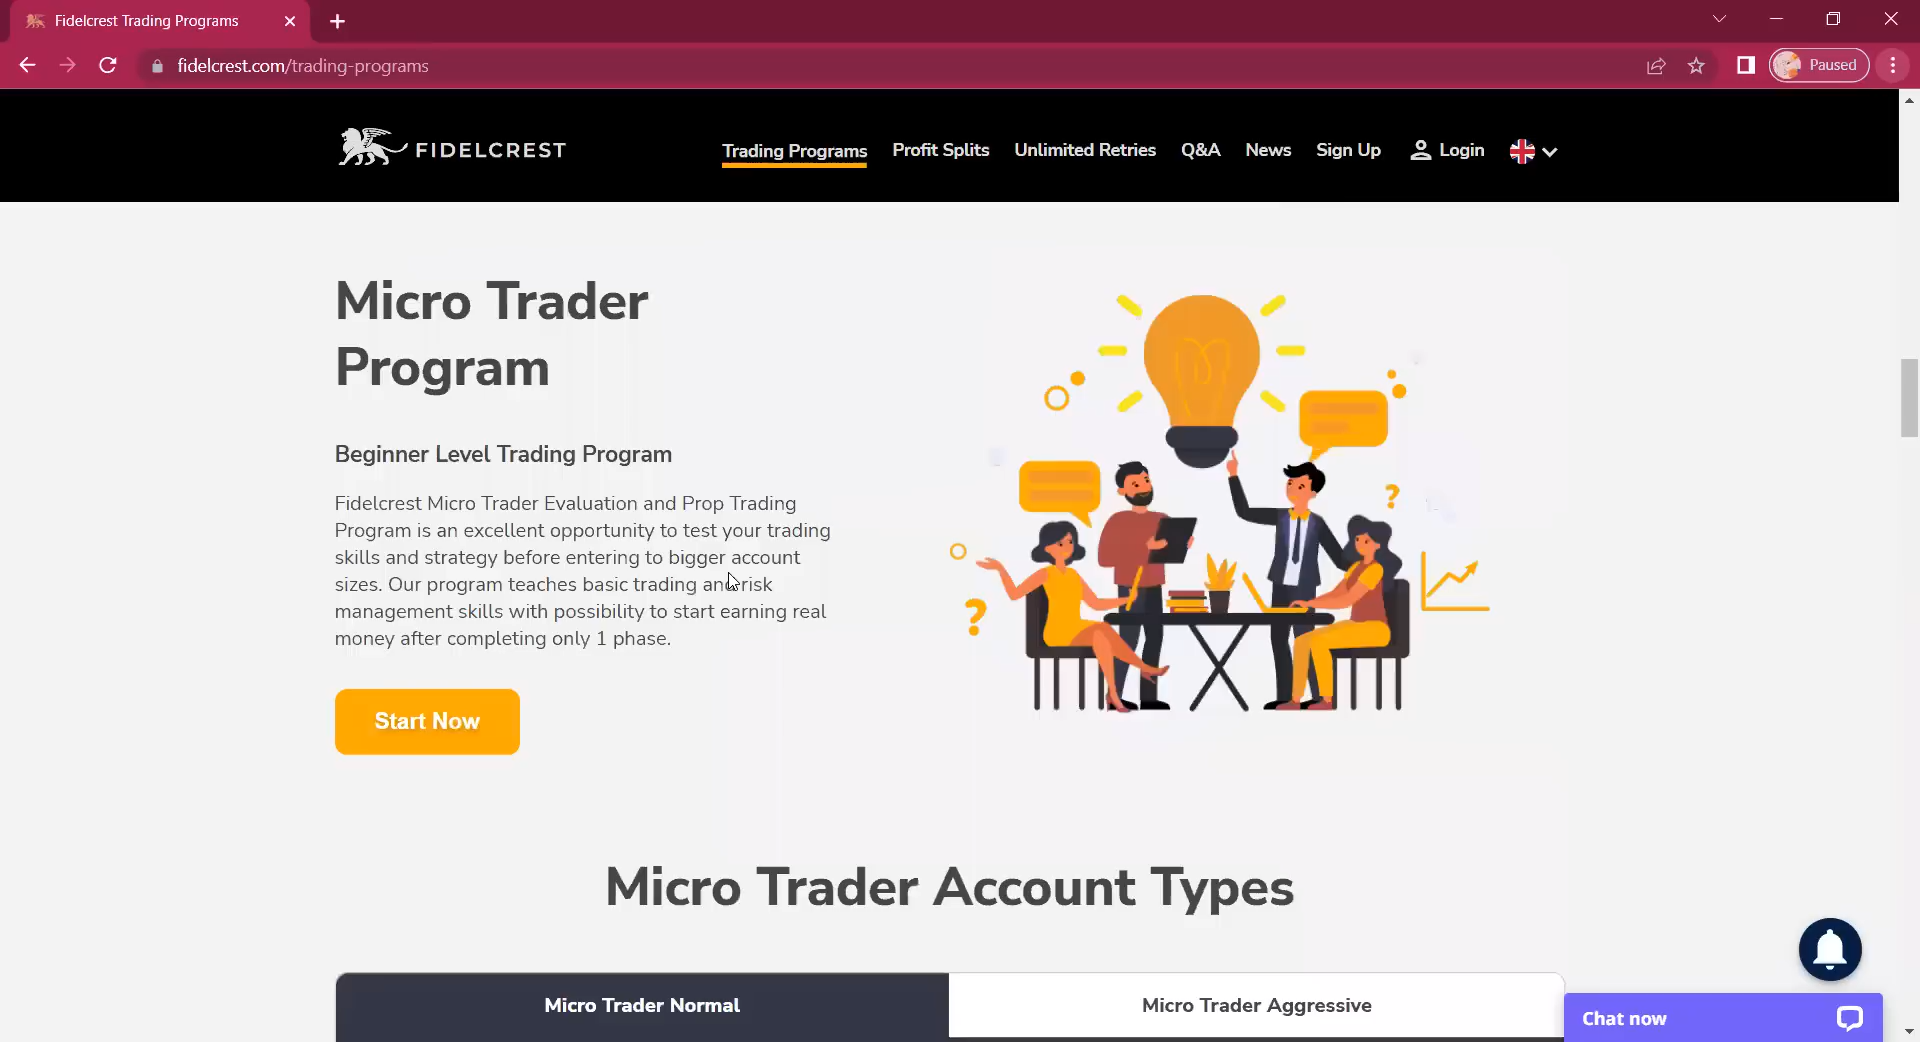 Fidelcrest Trading Programs
fidelcrest.com/trading-programs
Paused
FIDELCREST
Trading Programs
Profit Splits
Unlimited Retries
Q&A
News
Sign Up
Login
Micro Trader
Program
Beginner Level Trading Program
Fidelcrest Micro Trader Evaluation and Prop Trading
Program is an excellent opportunity to test your trading
skills and strategy before entering to bigger account
sizes. Our program teaches basic trading and risk
management skills with possibility to start earning real
money after completing only 1 phase.
Start Now
?
?
Micro Trader Account Types
Micro Trader Normal
Micro Trader Aggressive
Chat now